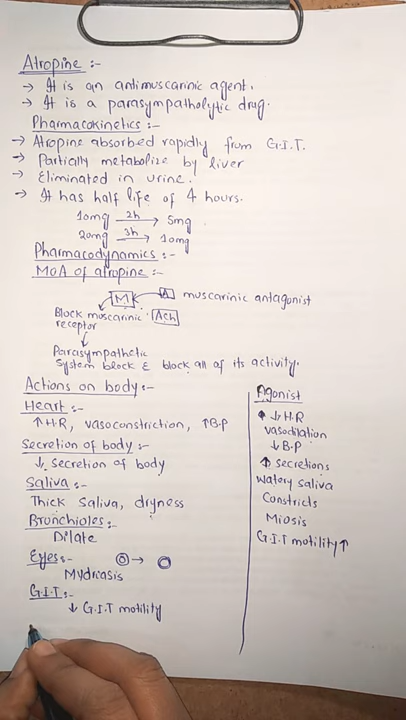 Atropine :-
→ It is an antimuscarinic agent.
→ It is a parasympatholytic drug.
Pharmacokinetics :-
→ Atropine absorbed rapidly from G.I.T.
→ Partially metabolize by liver
→ Eliminated in urine.
→ It has half life of 4 hours.
10mg 2h→ 5mg
20mg 3h→ 10mg
Pharmacodynamics :-
MOA of atropine :-
M A muscarinic antagonist
Block moscarinic Ach
receptor
Parasympathetic
system block & block all of its activity.
Actions on body :-
Heart :-
↑H.R, vasoconstriction, ↑B.P
Secretion of body :-
↓ secretion of body
Saliva :-
Thick Saliva, dryness
Bronchioles :-
Dilate
Eyes :-
→
Mydriasis
G.I.T :-
↓ G.I.T motility
Agonist
↓ H.R
vasodilation
↓ B.P
↑ secretions
watery saliva
Constricts
Miosis
G.I.T motility ↑